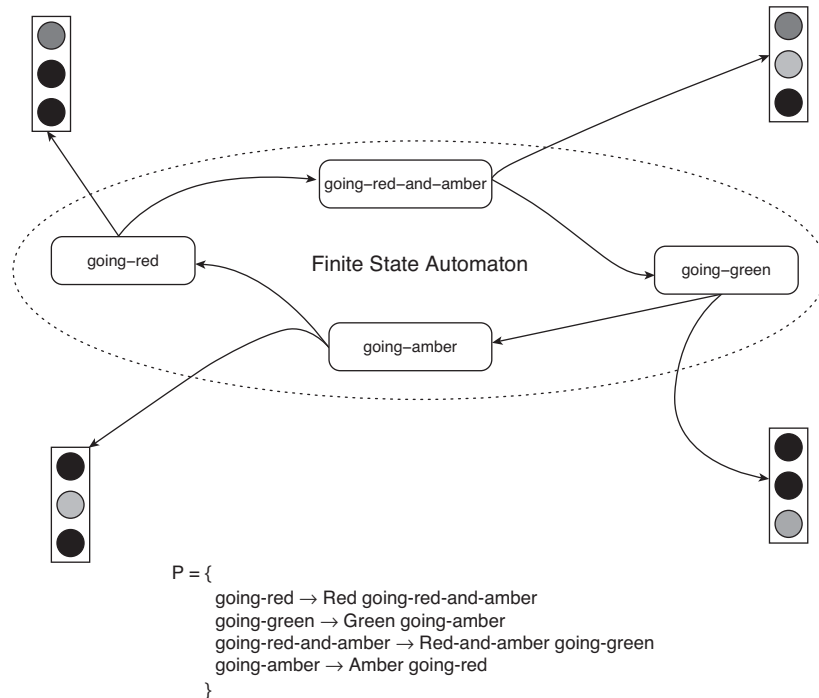 going–red–and–amber
going–red
Finite State Automaton
going–green
going–amber
P = {
going-red → Red going-red-and-amber
going-green → Green going-amber
going-red-and-amber → Red-and-amber going-green
going-amber → Amber going-red
}